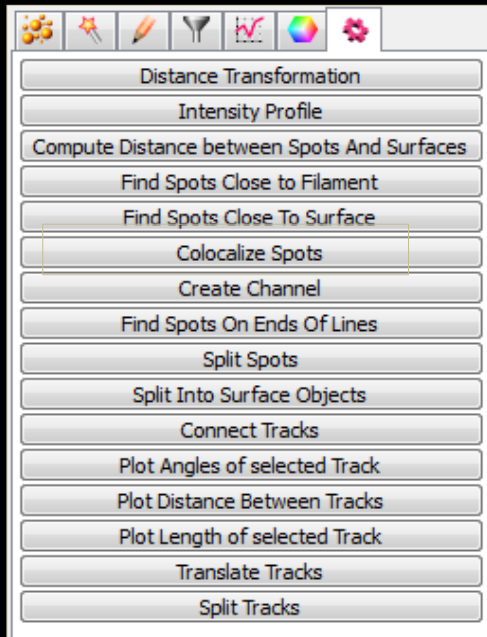 Distance Transformation
Intensity Profile
Compute Distance between Spots And Surfaces
Find Spots Close to Filament
Find Spots Close To Surface
Colocalize Spots
Create Channel
Find Spots On Ends Of Lines
Split Spots
Split Into Surface Objects
Connect Tracks
Plot Angles of selected Track
Plot Distance Between Tracks
Plot Length of selected Track
Translate Tracks
Split Tracks